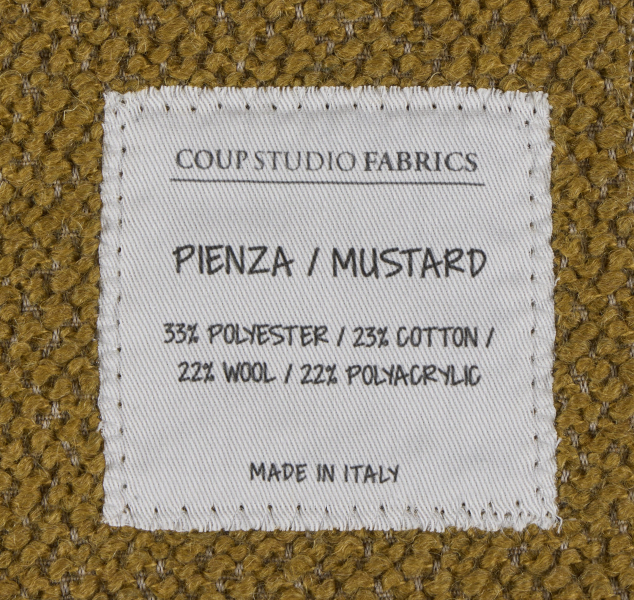 COUP STUDIO FABRICS
PIENZA / MUSTARD
33% POLYESTER / 23% COTTON /
22% WOOL / 22% POLYACRYLIC
MADE IN ITALY